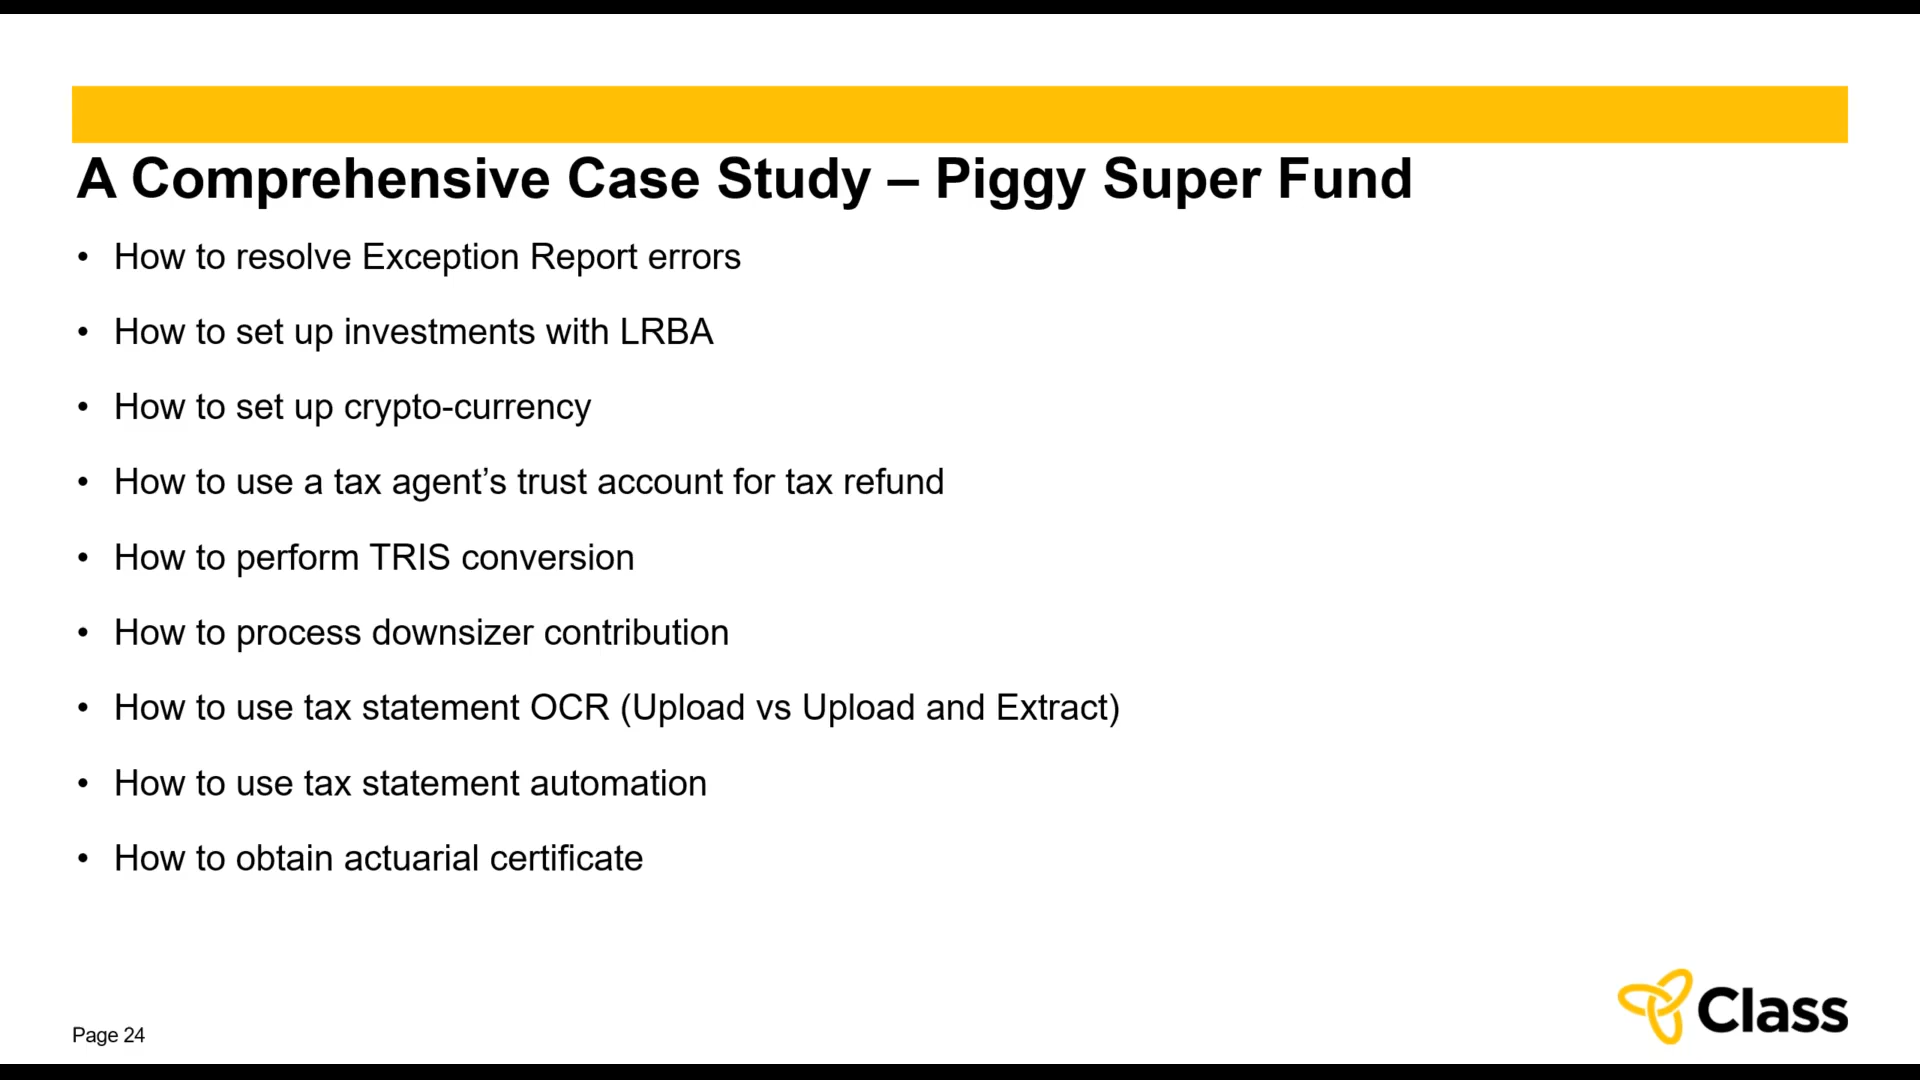 A Comprehensive Case Study – Piggy Super Fund
• How to resolve Exception Report errors
• How to set up investments with LRBA
• How to set up crypto-currency
• How to use a tax agent’s trust account for tax refund
• How to perform TRIS conversion
• How to process downsizer contribution
• How to use tax statement OCR (Upload vs Upload and Extract)
• How to use tax statement automation
• How to obtain actuarial certificate
Class
Page 24